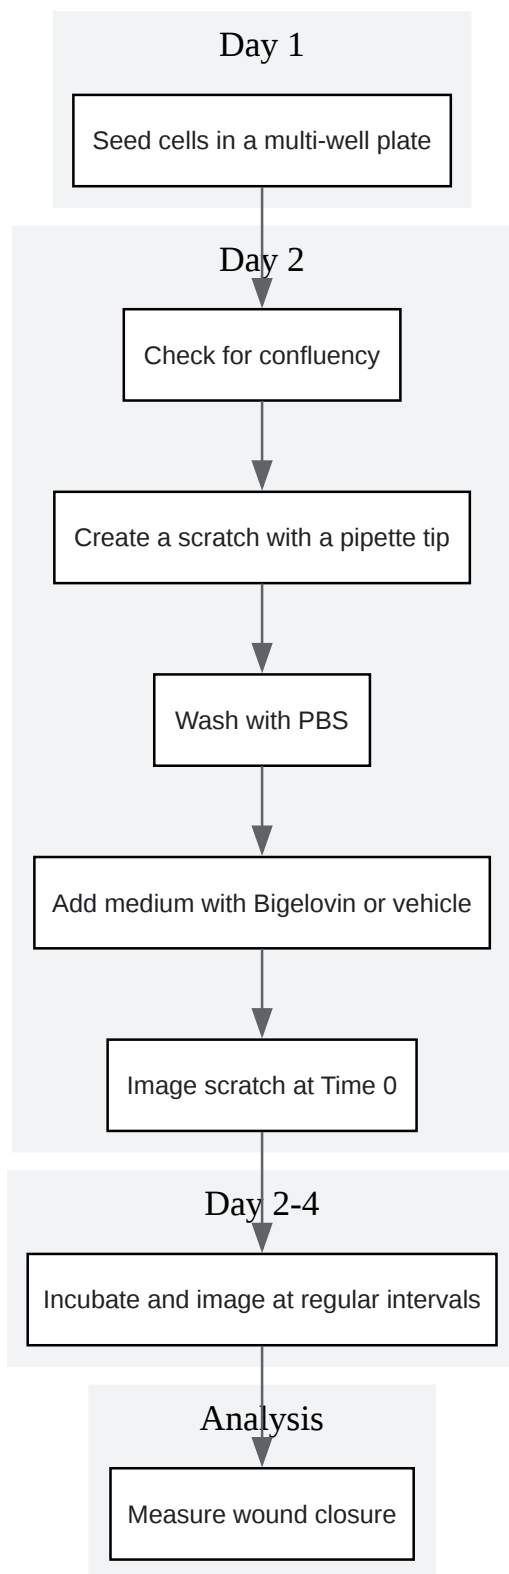 Day 1
Seed cells in a multi-well plate
Day 2
Check for confluency
Create a scratch with a pipette tip
Wash with PBS
Add medium with Bigelovin or vehicle
Image scratch at Time 0
Day 2-4
Incubate and image at regular intervals
Analysis
Measure wound closure